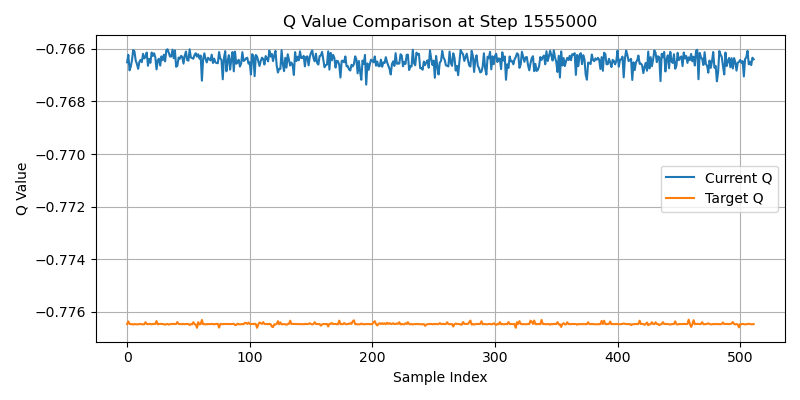 Q Value Comparison at Step 1555000
Q Value
−0.766
−0.768
−0.770
−0.772
−0.774
−0.776
Current Q
Target Q
0
100
200
300
400
500
Sample Index